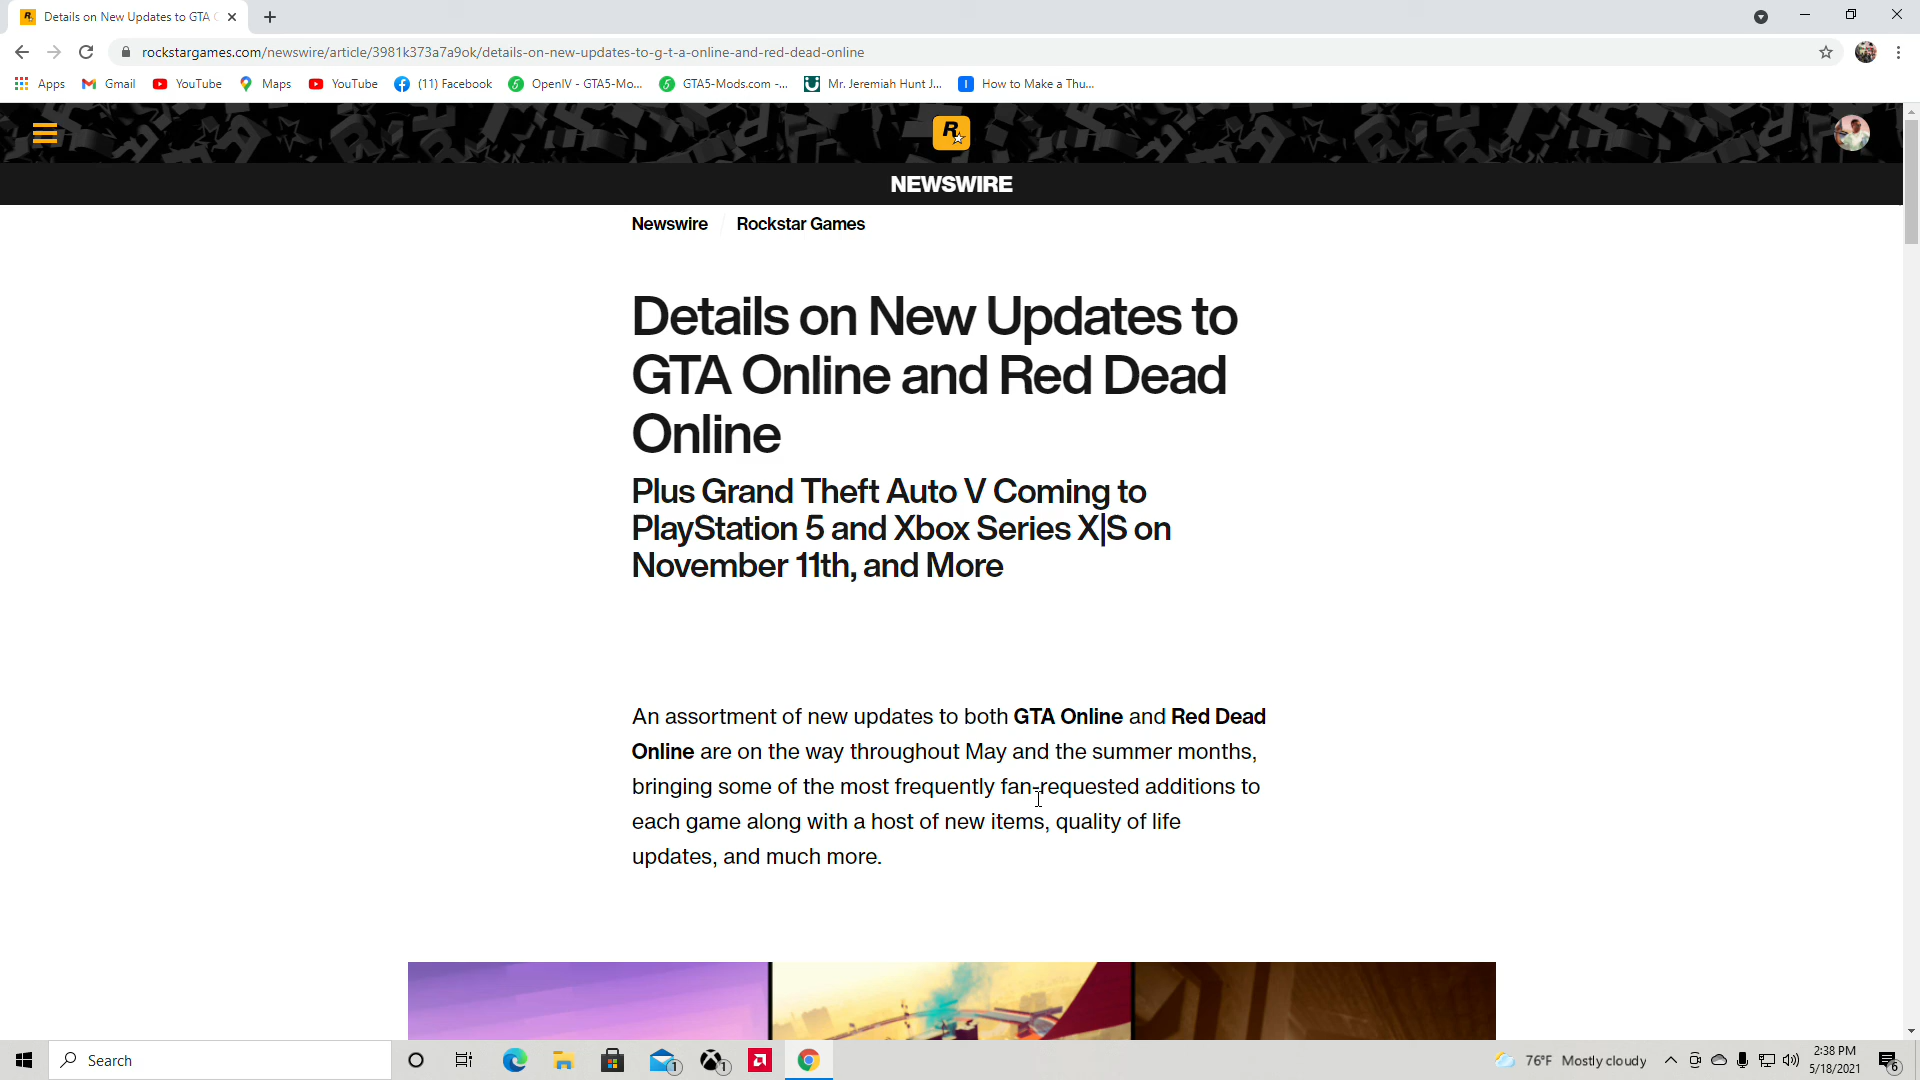 Details on New Updates to GTA
rockstargames.com/newswire/article/3981k373a7a9ok/details-on-new-updates-to-g-t-a-online-and-red-dead-online
Apps Gmail YouTube Maps YouTube (11) Facebook OpenIV - GTA5-Mo... GTA5-Mods.com -... Mr. Jeremiah Hunt J... How to Make a Thu...
R
NEWSWIRE
Newswire Rockstar Games
Details on New Updates to
GTA Online and Red Dead
Online
Plus Grand Theft Auto V Coming to
PlayStation 5 and Xbox Series X|S on
November 11th, and More
An assortment of new updates to both GTA Online and Red Dead
Online are on the way throughout May and the summer months,
bringing some of the most frequently fan-requested additions to
each game along with a host of new items, quality of life
updates, and much more.
Search 1 1 76°F Mostly cloudy 2:38 PM 6
5/18/2021